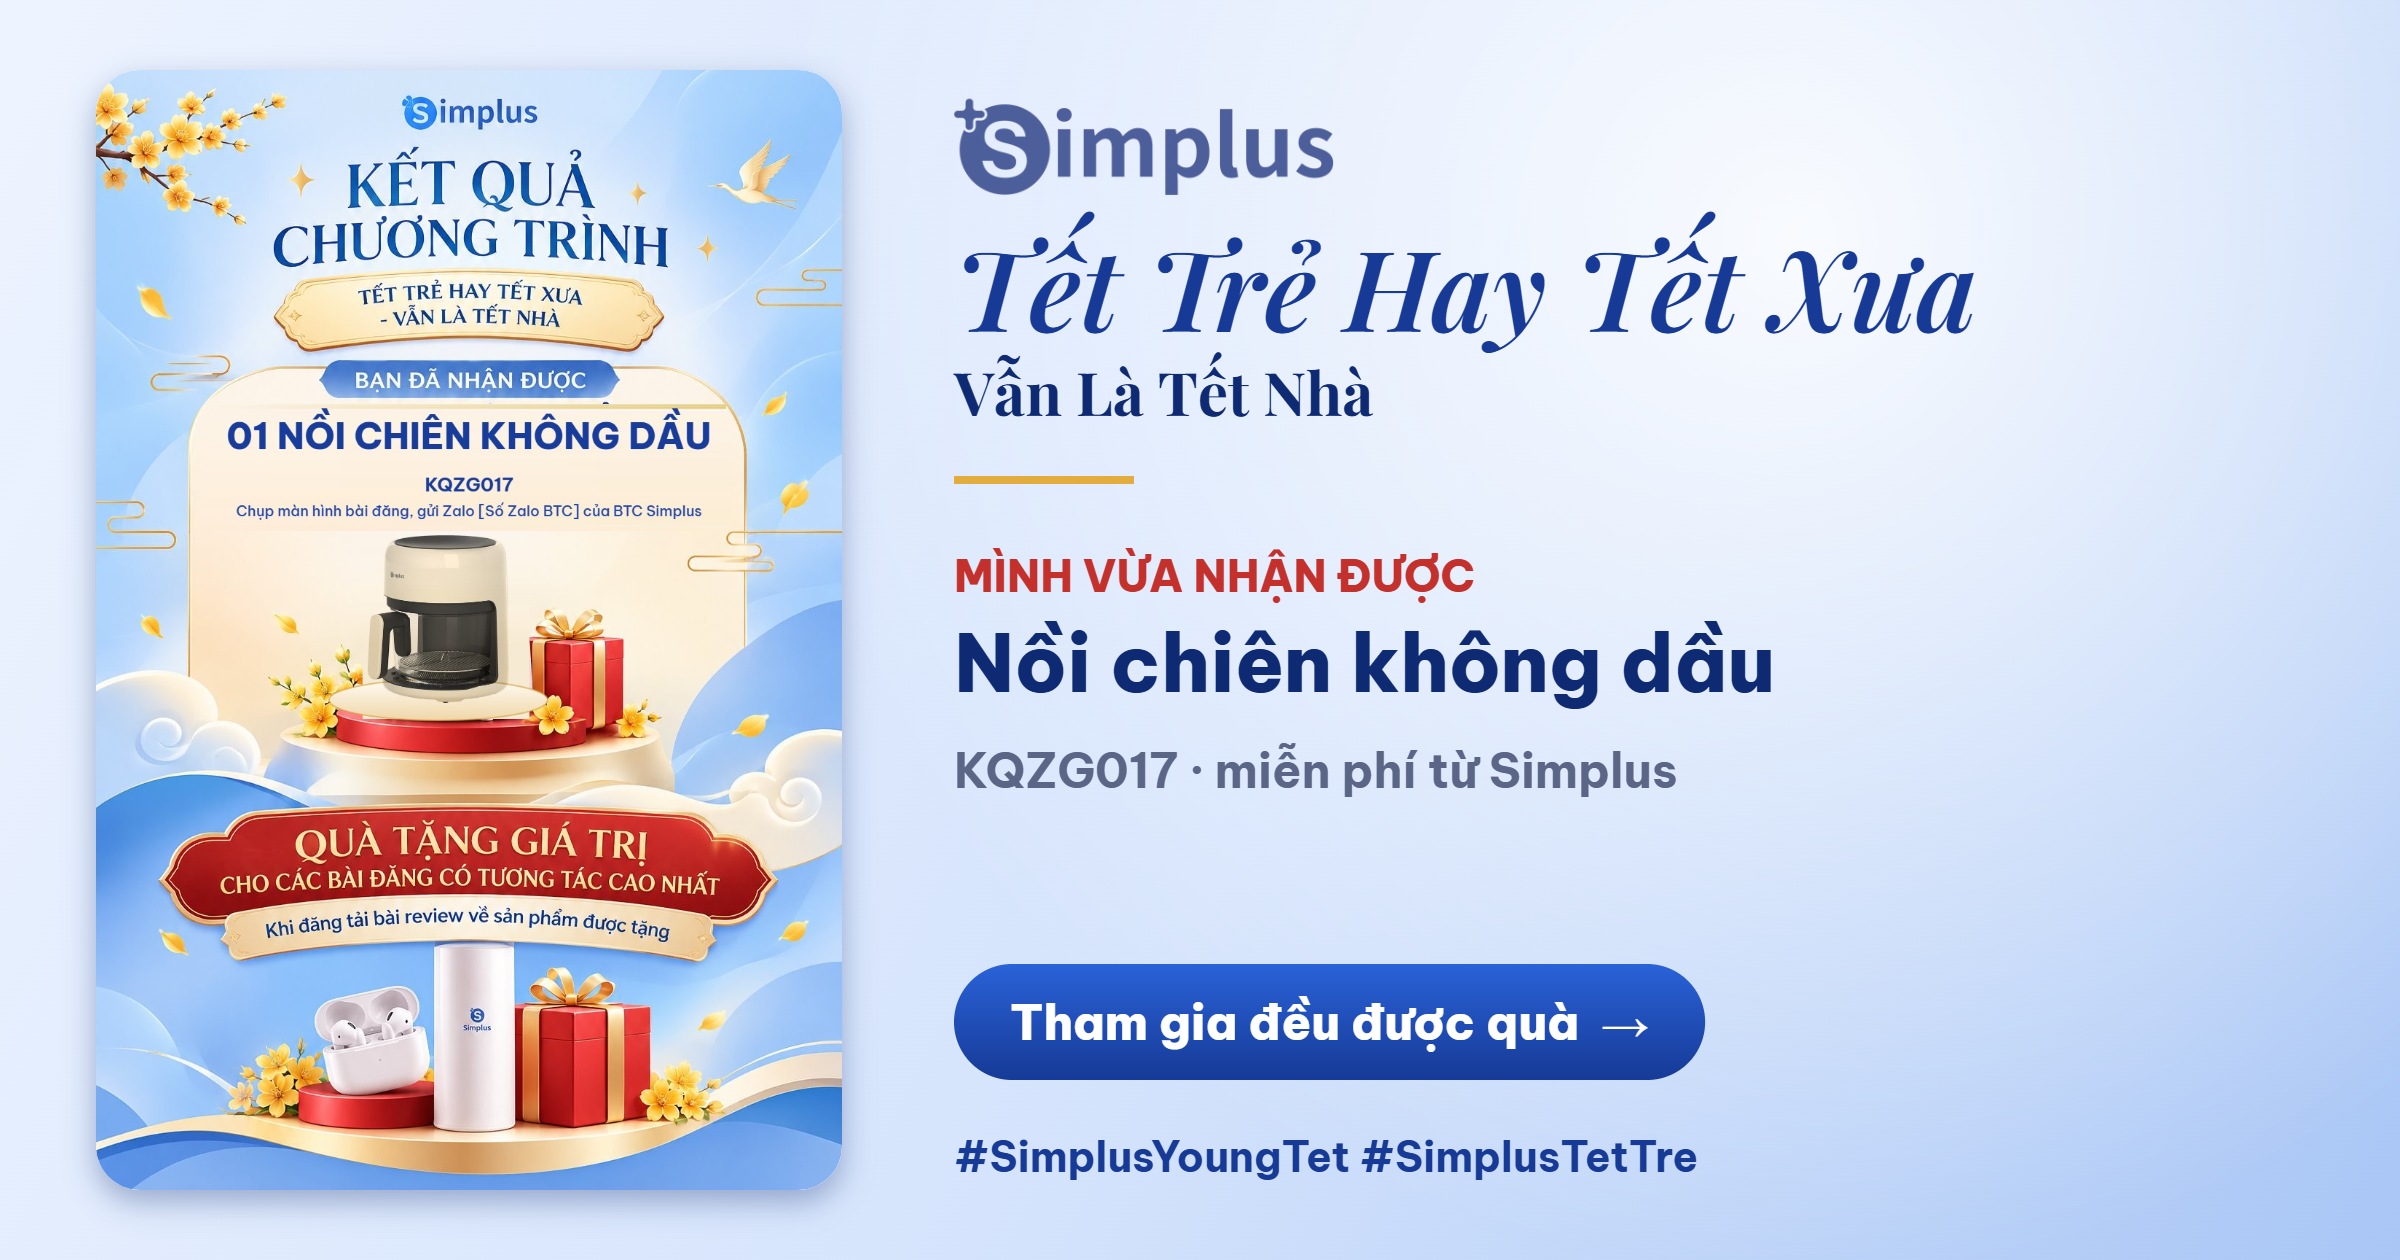 Simplus
KẾT QUẢ
CHƯƠNG TRÌNH
TẾT TRẺ HAY TẾT XƯA
- VẪN LÀ TẾT NHÀ
BẠN ĐÃ NHẬN ĐƯỢC
01 NỒI CHIÊN KHÔNG DẦU
KQZG017
Chụp màn hình bài đăng, gửi Zalo [Số Zalo BTC] của BTC Simplus
QUÀ TẶNG GIÁ TRỊ
CHO CÁC BÀI ĐĂNG CÓ TƯƠNG TÁC CAO NHẤT
Khi đăng tải bài review về sản phẩm được tặng
Simplus
Simplus
Tết Trẻ Hay Tết Xưa
Vẫn Là Tết Nhà
MÌNH VỪA NHẬN ĐƯỢC
Nồi chiên không dầu
KQZG017 · miễn phí từ Simplus
Tham gia đều được quà →
#SimplusYoungTet #SimplusTetTre